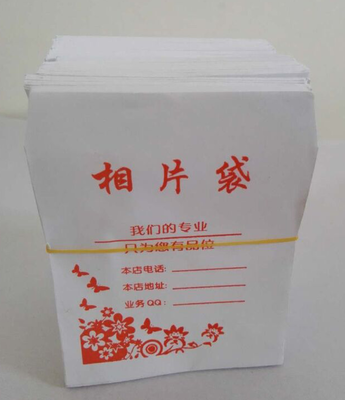 相片袋
我们的专业
只为您有品位
本店电话:
本店地址:
业务QQ: